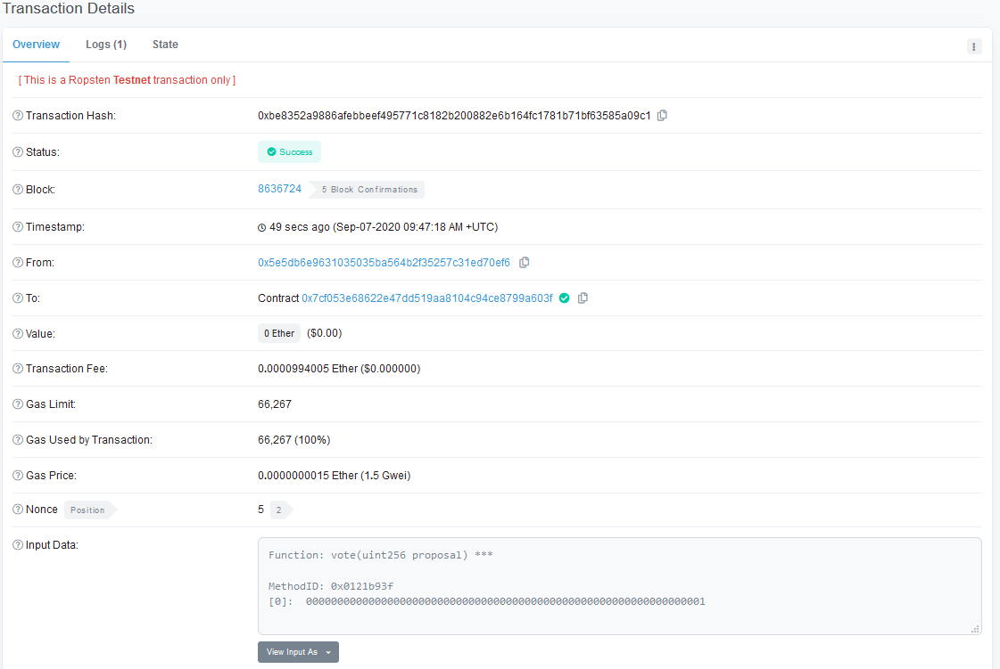 Transaction Details
Overview Logs (1) State
[ This is a Ropsten Testnet transaction only ]
Transaction Hash: 0xbe8352a9886afebbeef495771c8182b200882e6b164fc1781b71bf63585a09c1
Status: Success
Block: 8636724 5 Block Confirmations
Timestamp: 49 secs ago (Sep-07-2020 09:47:18 AM +UTC)
From: 0x5e5db6e9631035035ba564b2f35257c31ed70ef6
To: Contract 0x7cf053e68622e47dd519aa8104c94ce8799a603f
Value: 0 Ether ($0.00)
Transaction Fee: 0.0000994005 Ether ($0.000000)
Gas Limit: 66,267
Gas Used by Transaction: 66,267 (100%)
Gas Price: 0.0000000015 Ether (1.5 Gwei)
Nonce Position 5 2
Input Data:
Function: vote(uint256 proposal) ***
MethodID: 0x0121b93f
[0]: 0000000000000000000000000000000000000000000000000000000000000001
View Input As